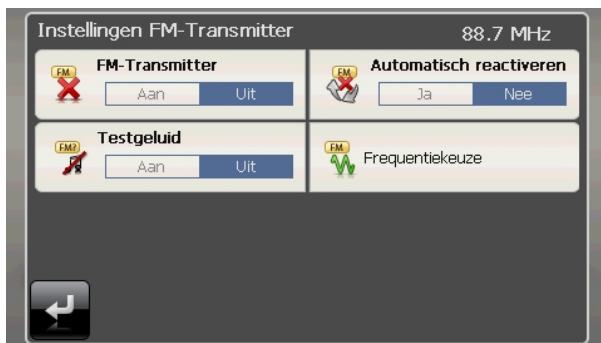 Instellingen FM-Transmitter 88.7 MHz
FM FM-Transmitter
Aan Uit
FM Automatisch reactiveren
Ja Nee
FM? Testgeluid
Aan Uit
FM Frequentiekeuze